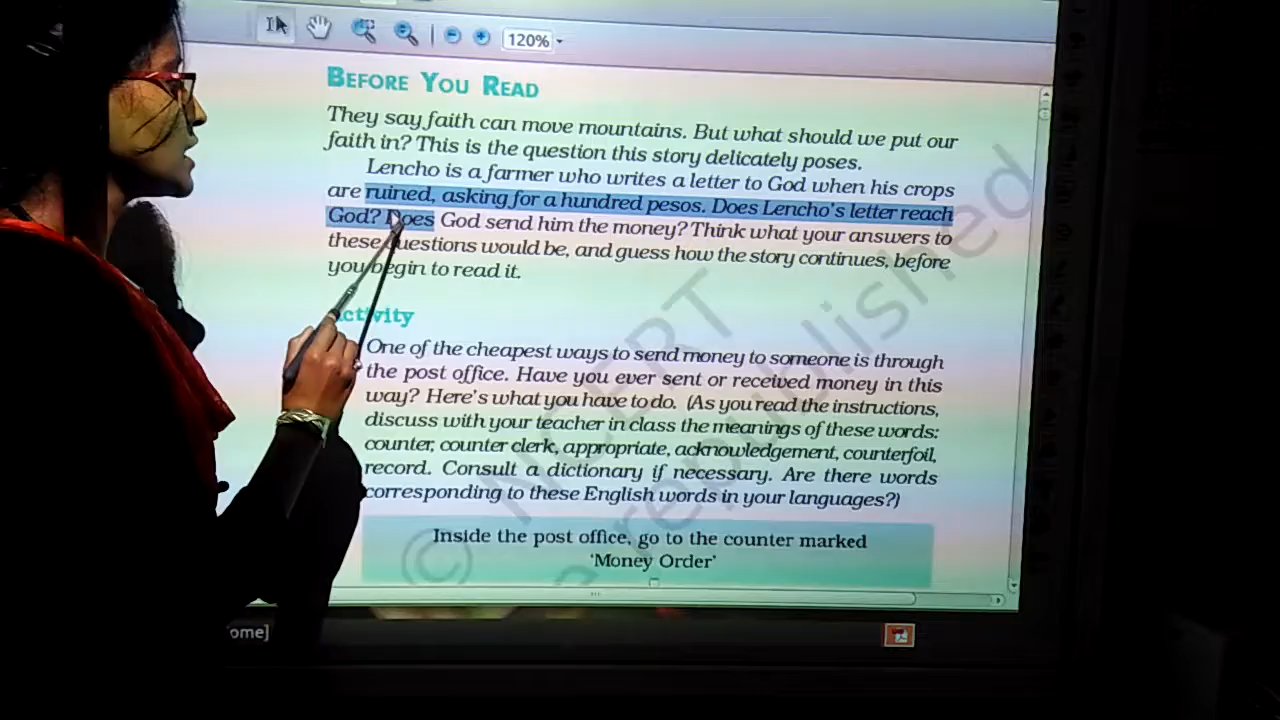 120%
BEFORE YOU READ
They say faith can move mountains. But what should we put our
faith in? This is the question this story delicately poses.
Lencho is a farmer who writes a letter to God when his crops
are ruined, asking for a hundred pesos. Does Lencho's letter reach
God? Does God send him the money? Think what your answers to
these questions would be, and guess how the story continues, before
you begin to read it.
Activity
One of the cheapest ways to send money to someone is through
the post office. Have you ever sent or received money in this
way? Here's what you have to do. (As you read the instructions,
discuss with your teacher in class the meanings of these words:
counter, counter clerk, appropriate, acknowledgement, counterfoil,
record. Consult a dictionary if necessary. Are there words
corresponding to these English words in your languages?)
Inside the post office, go to the counter marked
'Money Order'
© NCERT
republished
ome]